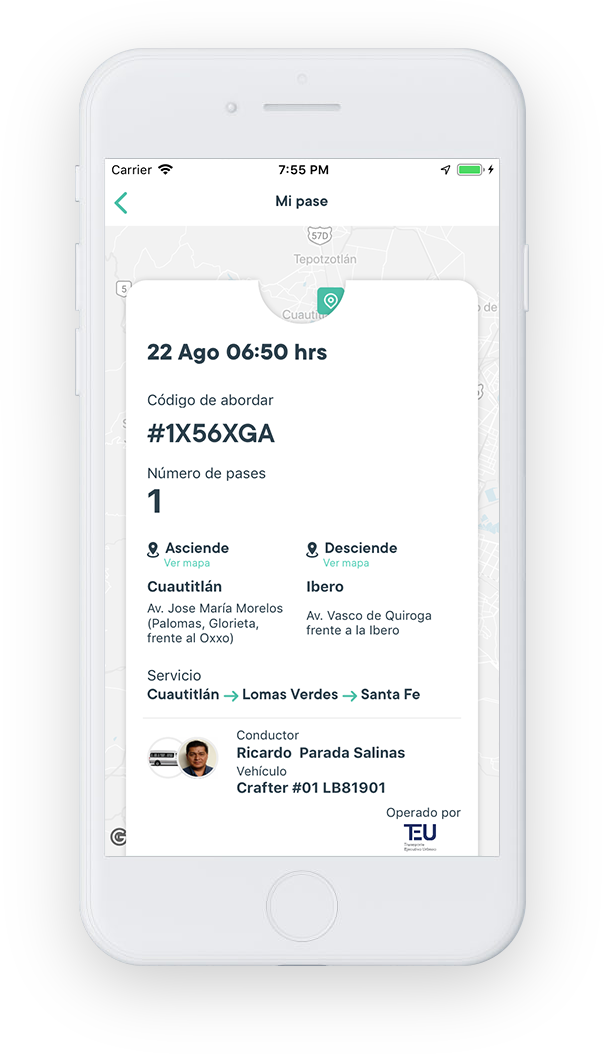 Carrier 7:55 PM
Mi pase
57D
Tepotzotlán
5
Cuautit
o de
22 Ago 06:50 hrs
Código de abordar
#1X56XGA
Número de pases
1
Asciende Desciende
Ver mapa Ver mapa
Cuautitlán Ibero
Av. Jose María Morelos
(Palomas, Glorieta,
frente al Oxxo)
Av. Vasco de Quiroga
frente a la Ibero
Servicio
Cuautitlán → Lomas Verdes → Santa Fe
Conductor
Ricardo Parada Salinas
Vehículo
Crafter #01 LB81901
Operado por
TEU
Transporte
Ejecutivo Urbano